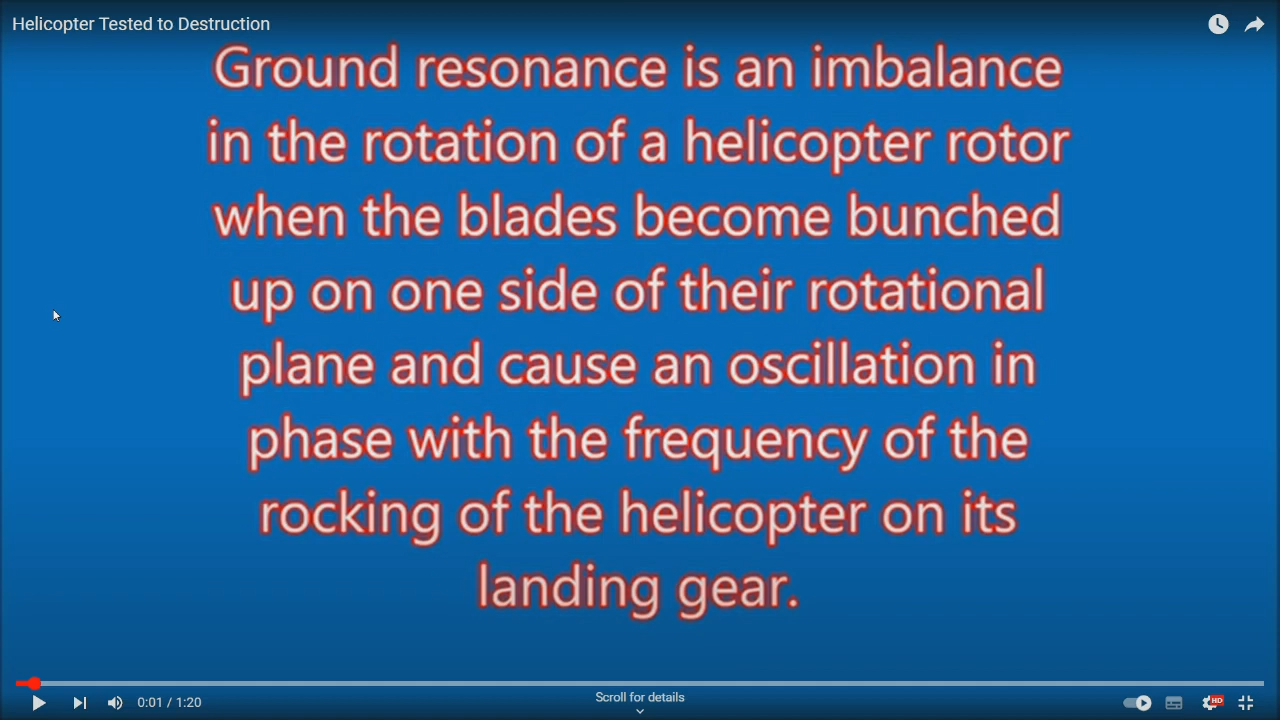 Helicopter Tested to Destruction
Ground resonance is an imbalance
in the rotation of a helicopter rotor
when the blades become bunched
up on one side of their rotational
plane and cause an oscillation in
phase with the frequency of the
rocking of the helicopter on its
landing gear.
Scroll for details
0:01 / 1:20
HD